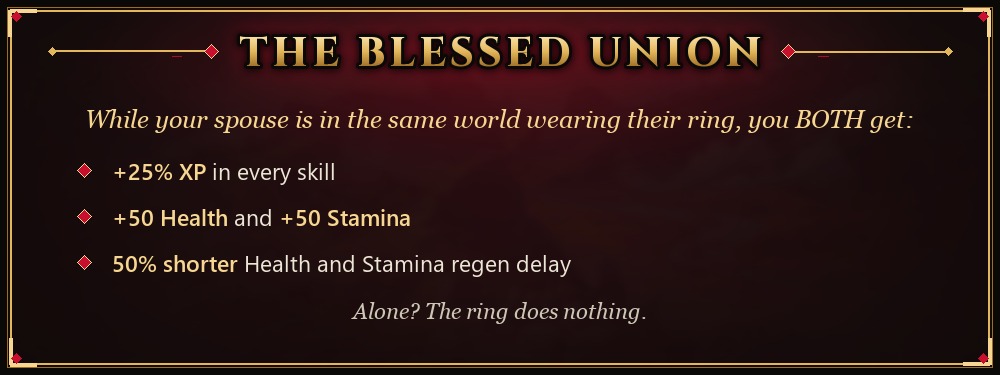 THE BLESSED UNION
While your spouse is in the same world wearing their ring, you BOTH get:
+25% XP in every skill
+50 Health and +50 Stamina
50% shorter Health and Stamina regen delay
Alone? The ring does nothing.